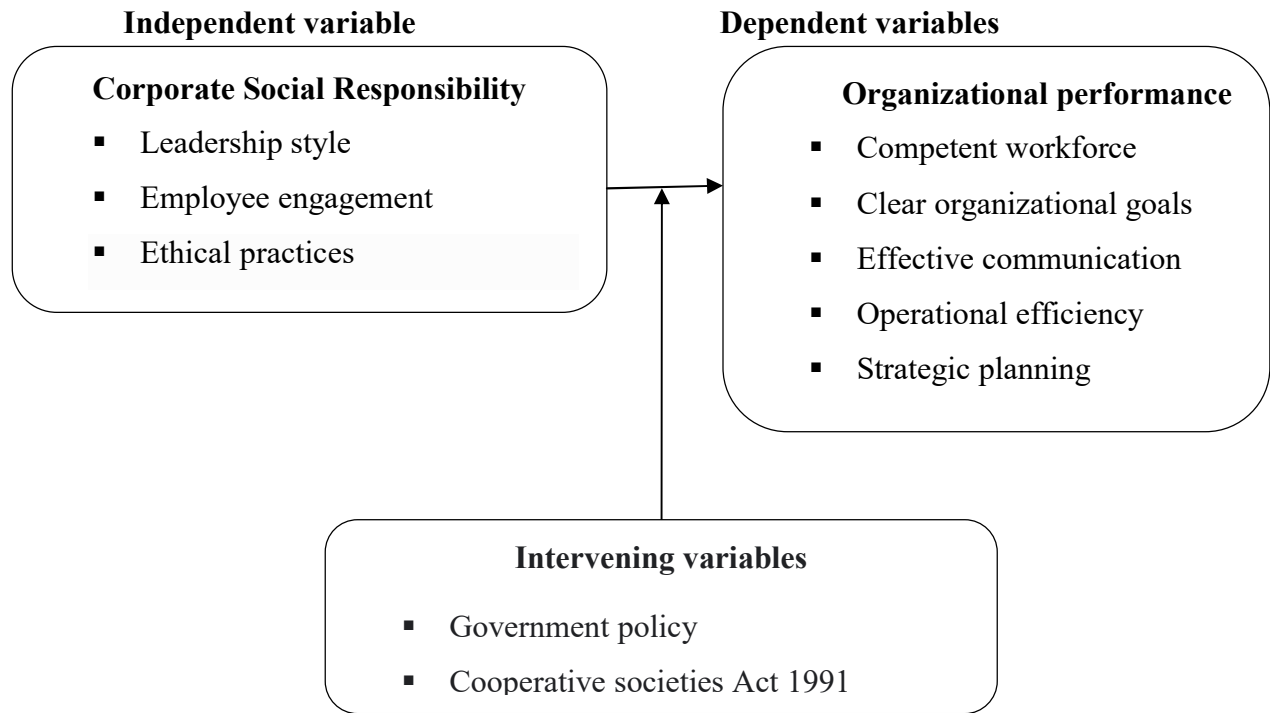 Independent variable
Corporate Social Responsibility
▪ Leadership style
▪ Employee engagement
▪ Ethical practices
Dependent variables
Organizational performance
▪ Competent workforce
▪ Clear organizational goals
▪ Effective communication
▪ Operational efficiency
▪ Strategic planning
Intervening variables
▪ Government policy
▪ Cooperative societies Act 1991